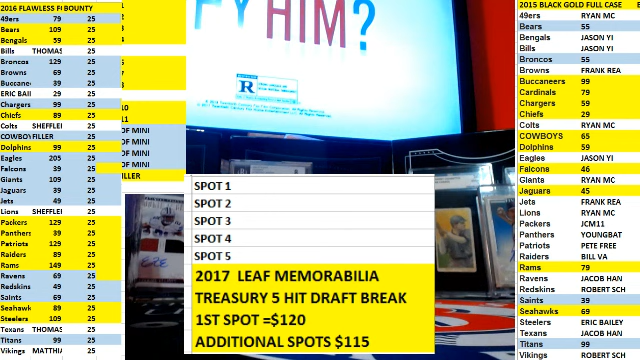 2016 FLAWLESS BOUNTY
49ers 79 25
Bears 109 25
Bengals 59 25
Bills THOMAS 25
Broncos 129 25
Browns 69 25
Buccane 39 25
ERIC BAII 29 25
Chargers 99 25
Chiefs 89 25
Colts SHEFFLEI 25
COWBOY FILLER
Dolphins 99 25
Eagles 205 25
Falcons 39 25
Giants 109 25
Jaguars 39 25
Jets 49 25
Lions SHEFFLEI 25
Packers 129 25
Panthers 39 25
Patriots 129 25
Raiders 89 25
Rams 149 25
Ravens 69 25
Redskins 49 25
Saints 69 25
Seahawk 89 25
Steelers 109 25
Texans THOMAS 25
Titans 99 25
Vikings MATTHI 25
10
11
OF MINI
OF MINI
OF MINI
OF MINI
ILLER
PY HIM?
R
SPOT 1
SPOT 2
SPOT 3
SPOT 4
SPOT 5
2017 LEAF MEMORABILIA
TREASURY 5 HIT DRAFT BREAK
1ST SPOT =$120
ADDITIONAL SPOTS $115
2015 BLACK GOLD FULL CASE
49ers RYAN MC
Bears 55
Bengals JASON YI
Bills JASON YI
Broncos 55
Browns FRANK REA
Buccaneers 99
Cardinals 79
Chargers 59
Chiefs 29
Colts RYAN MC
COWBOYS 65
Dolphins 59
Eagles JASON YI
Falcons 46
Giants RYAN MC
Jaguars 45
Jets FRANK REA
Lions RYAN MC
Packers JCM11
Panthers YOUNGBAT
Patriots PETE FREE
Raiders BILL VA
Rams 79
Ravens JACOB HAN
Redskins ROBERT SCH
Saints 39
Seahawks 69
Steelers ERIC BAILEY
Texans JACOB HAN
Titans 99
Vikings ROBERT SCH